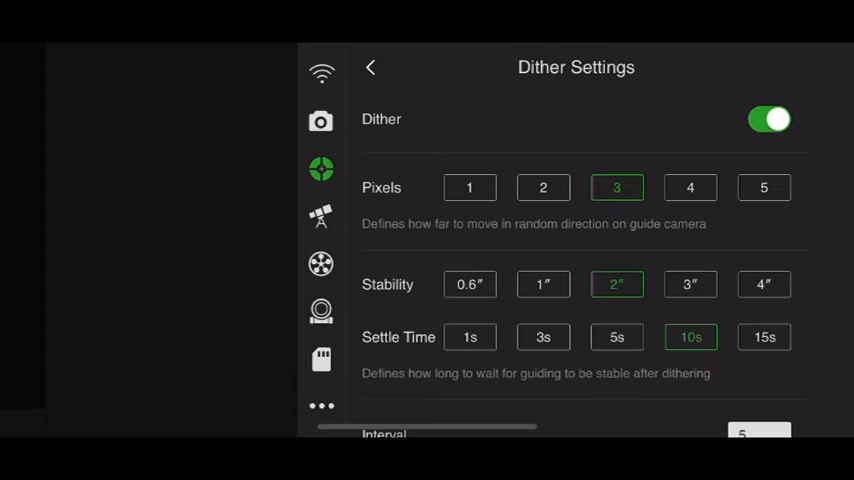 Dither Settings
Dither
Pixels 1 2 3 4 5
Defines how far to move in random direction on guide camera
Stability 0.6″ 1″ 2″ 3″ 4″
Settle Time 1s 3s 5s 10s 15s
Defines how long to wait for guiding to be stable after dithering
Interval 5